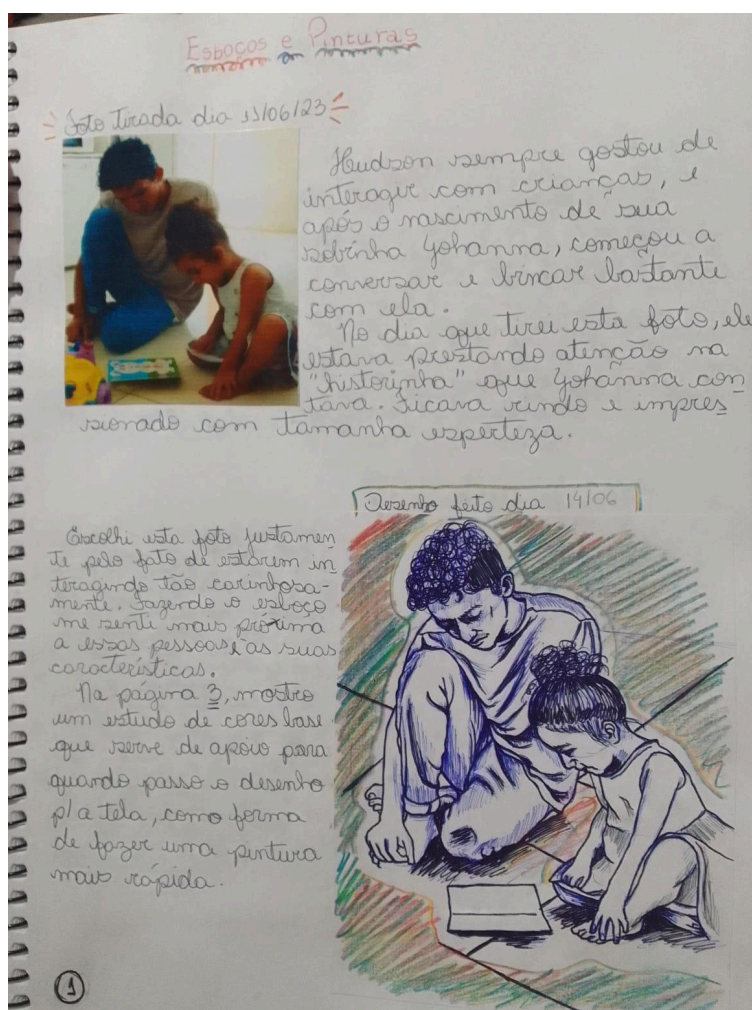 Esboços e Pinturas
Foto tirada dia 13/06/23
Hudson sempre gostou de
interagir com crianças, e
após o nascimento de sua
sobrinha Yohanna, começou a
conversar e brincar bastante
com ela.
No dia que tirei esta foto, ele
estava prestando atenção na
"historinha" que Yohanna con
tava. Ficava rindo e impres
sionado com tamanha esperteza.
Desenho feito dia 14/06
Escolhi esta foto justamen
te pelo fato de estarem in
teragindo tão carinhosa-
mente. Fazendo o esboço
me senti mais próxima
a essas pessoas e as suas
características.
Na página 3, mostro
um estudo de cores base
que serve de apoio para
quando passo o desenho
p/ a tela, como forma
de fazer uma pintura
mais rápida.
1